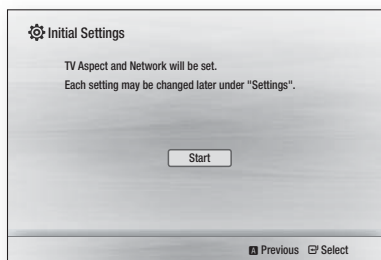 Initial Settings
TV Aspect and Network will be set.
Each setting may be changed later under "Settings".
Start
A Previous Select